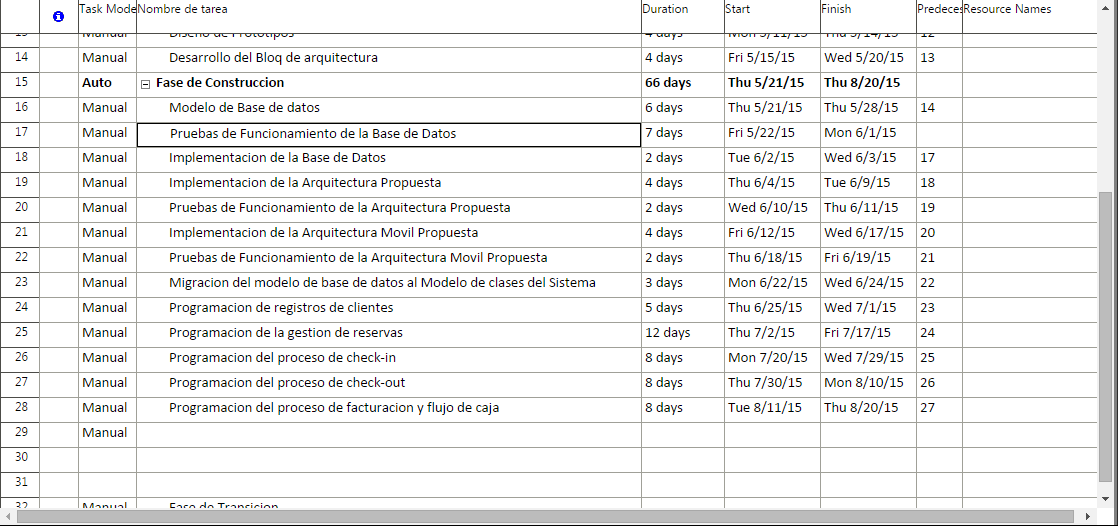 Task Mode Nombre de tarea Duration Start Finish Predeces Resource Names
13 Manual Diseño de Prototipos 4 days Mon 5/11/15 Thu 5/14/15 12
14 Manual Desarrollo del Bloq de arquitectura 4 days Fri 5/15/15 Wed 5/20/15 13
15 Auto Fase de Construccion 66 days Thu 5/21/15 Thu 8/20/15
16 Manual Modelo de Base de datos 6 days Thu 5/21/15 Thu 5/28/15 14
17 Manual Pruebas de Funcionamiento de la Base de Datos 7 days Fri 5/22/15 Mon 6/1/15
18 Manual Implementacion de la Base de Datos 2 days Tue 6/2/15 Wed 6/3/15 17
19 Manual Implementacion de la Arquitectura Propuesta 4 days Thu 6/4/15 Tue 6/9/15 18
20 Manual Pruebas de Funcionamiento de la Arquitectura Propuesta 2 days Wed 6/10/15 Thu 6/11/15 19
21 Manual Implementacion de la Arquitectura Movil Propuesta 4 days Fri 6/12/15 Wed 6/17/15 20
22 Manual Pruebas de Funcionamiento de la Arquitectura Movil Propuesta 2 days Thu 6/18/15 Fri 6/19/15 21
23 Manual Migracion del modelo de base de datos al Modelo de clases del Sistema 3 days Mon 6/22/15 Wed 6/24/15 22
24 Manual Programacion de registros de clientes 5 days Thu 6/25/15 Wed 7/1/15 23
25 Manual Programacion de la gestion de reservas 12 days Thu 7/2/15 Fri 7/17/15 24
26 Manual Programacion del proceso de check-in 8 days Mon 7/20/15 Wed 7/29/15 25
27 Manual Programacion del proceso de check-out 8 days Thu 7/30/15 Mon 8/10/15 26
28 Manual Programacion del proceso de facturacion y flujo de caja 8 days Tue 8/11/15 Thu 8/20/15 27
29 Manual
30
31
32 Manual Fase de Transicion